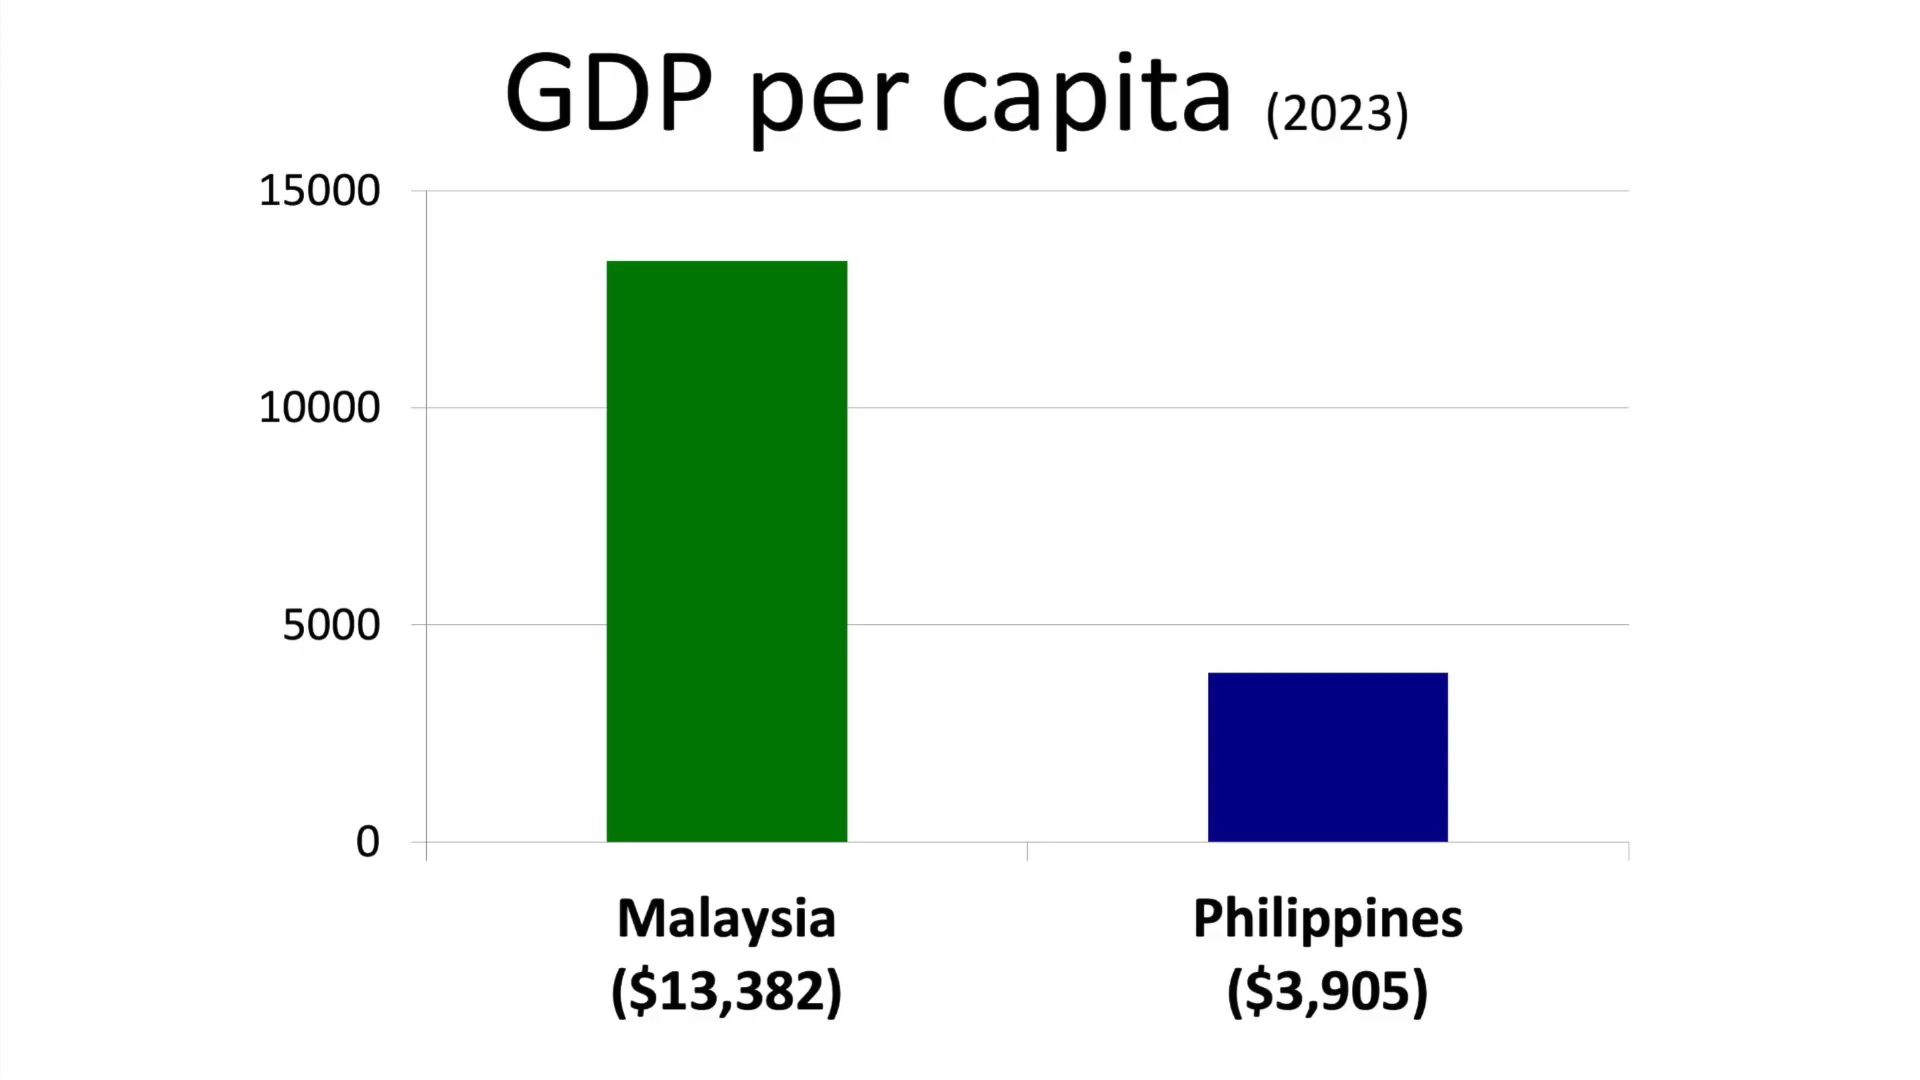 GDP per capita (2023)
15000
10000
5000
0
Malaysia
($13,382)
Philippines
($3,905)